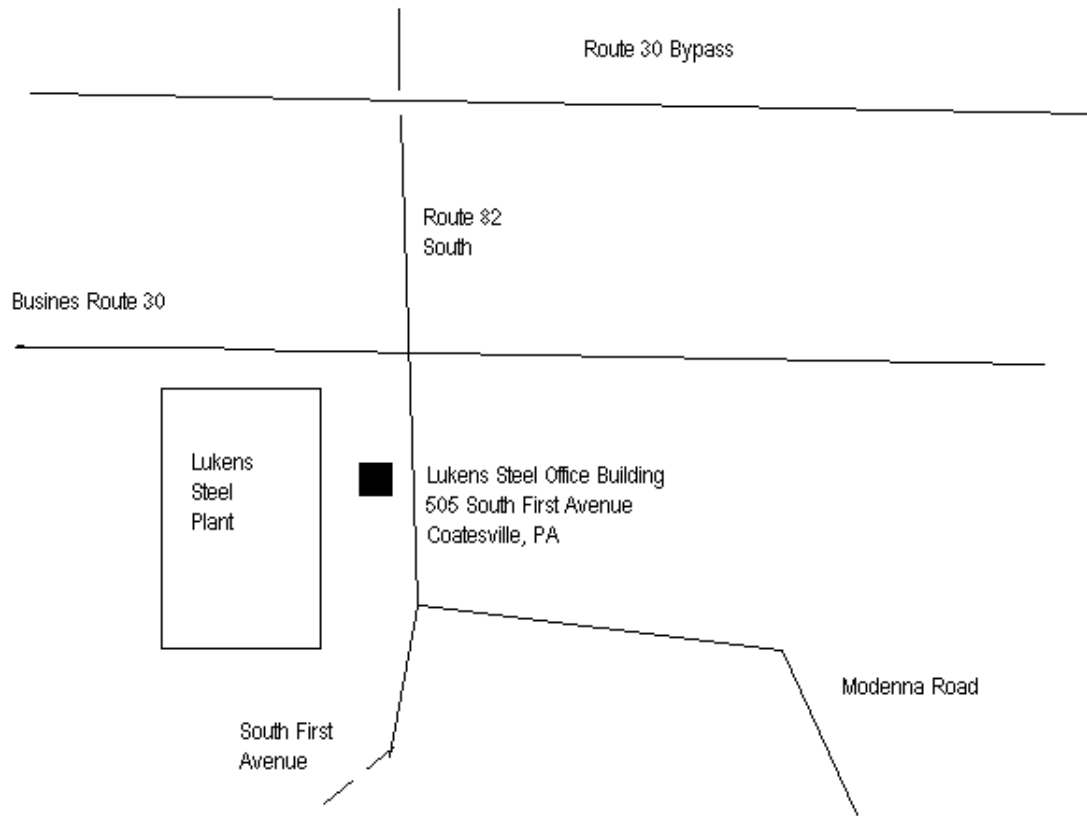 Route 30 Bypass
Route 82
South
Busines Route 30
Lukens
Steel
Plant
Lukens Steel Office Building
505 South First Avenue
Coatesville, PA
Modenna Road
South First
Avenue